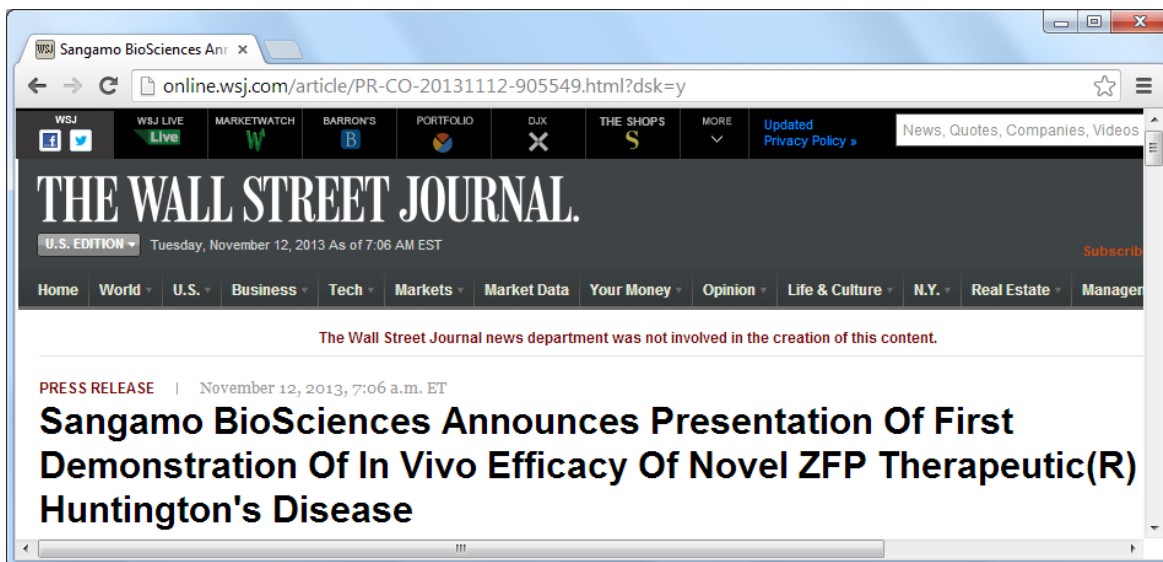 Sangamo BioSciences Anr
online.wsj.com/article/PR-CO-20131112-905549.html?dsk=y
WSJ WSJ LIVE MARKETWATCH BARRON'S PORTFOLIO DJX THE SHOPS MORE Updated
Live W B S Privacy Policy »
News, Quotes, Companies, Videos
THE WALL STREET JOURNAL.
U.S. EDITION Tuesday, November 12, 2013 As of 7:06 AM EST
Subscrib
Home World U.S. Business Tech Markets Market Data Your Money Opinion Life & Culture N.Y. Real Estate Managem
The Wall Street Journal news department was not involved in the creation of this content.
PRESS RELEASE | November 12, 2013, 7:06 a.m. ET
Sangamo BioSciences Announces Presentation Of First
Demonstration Of In Vivo Efficacy Of Novel ZFP Therapeutic(R)
Huntington's Disease